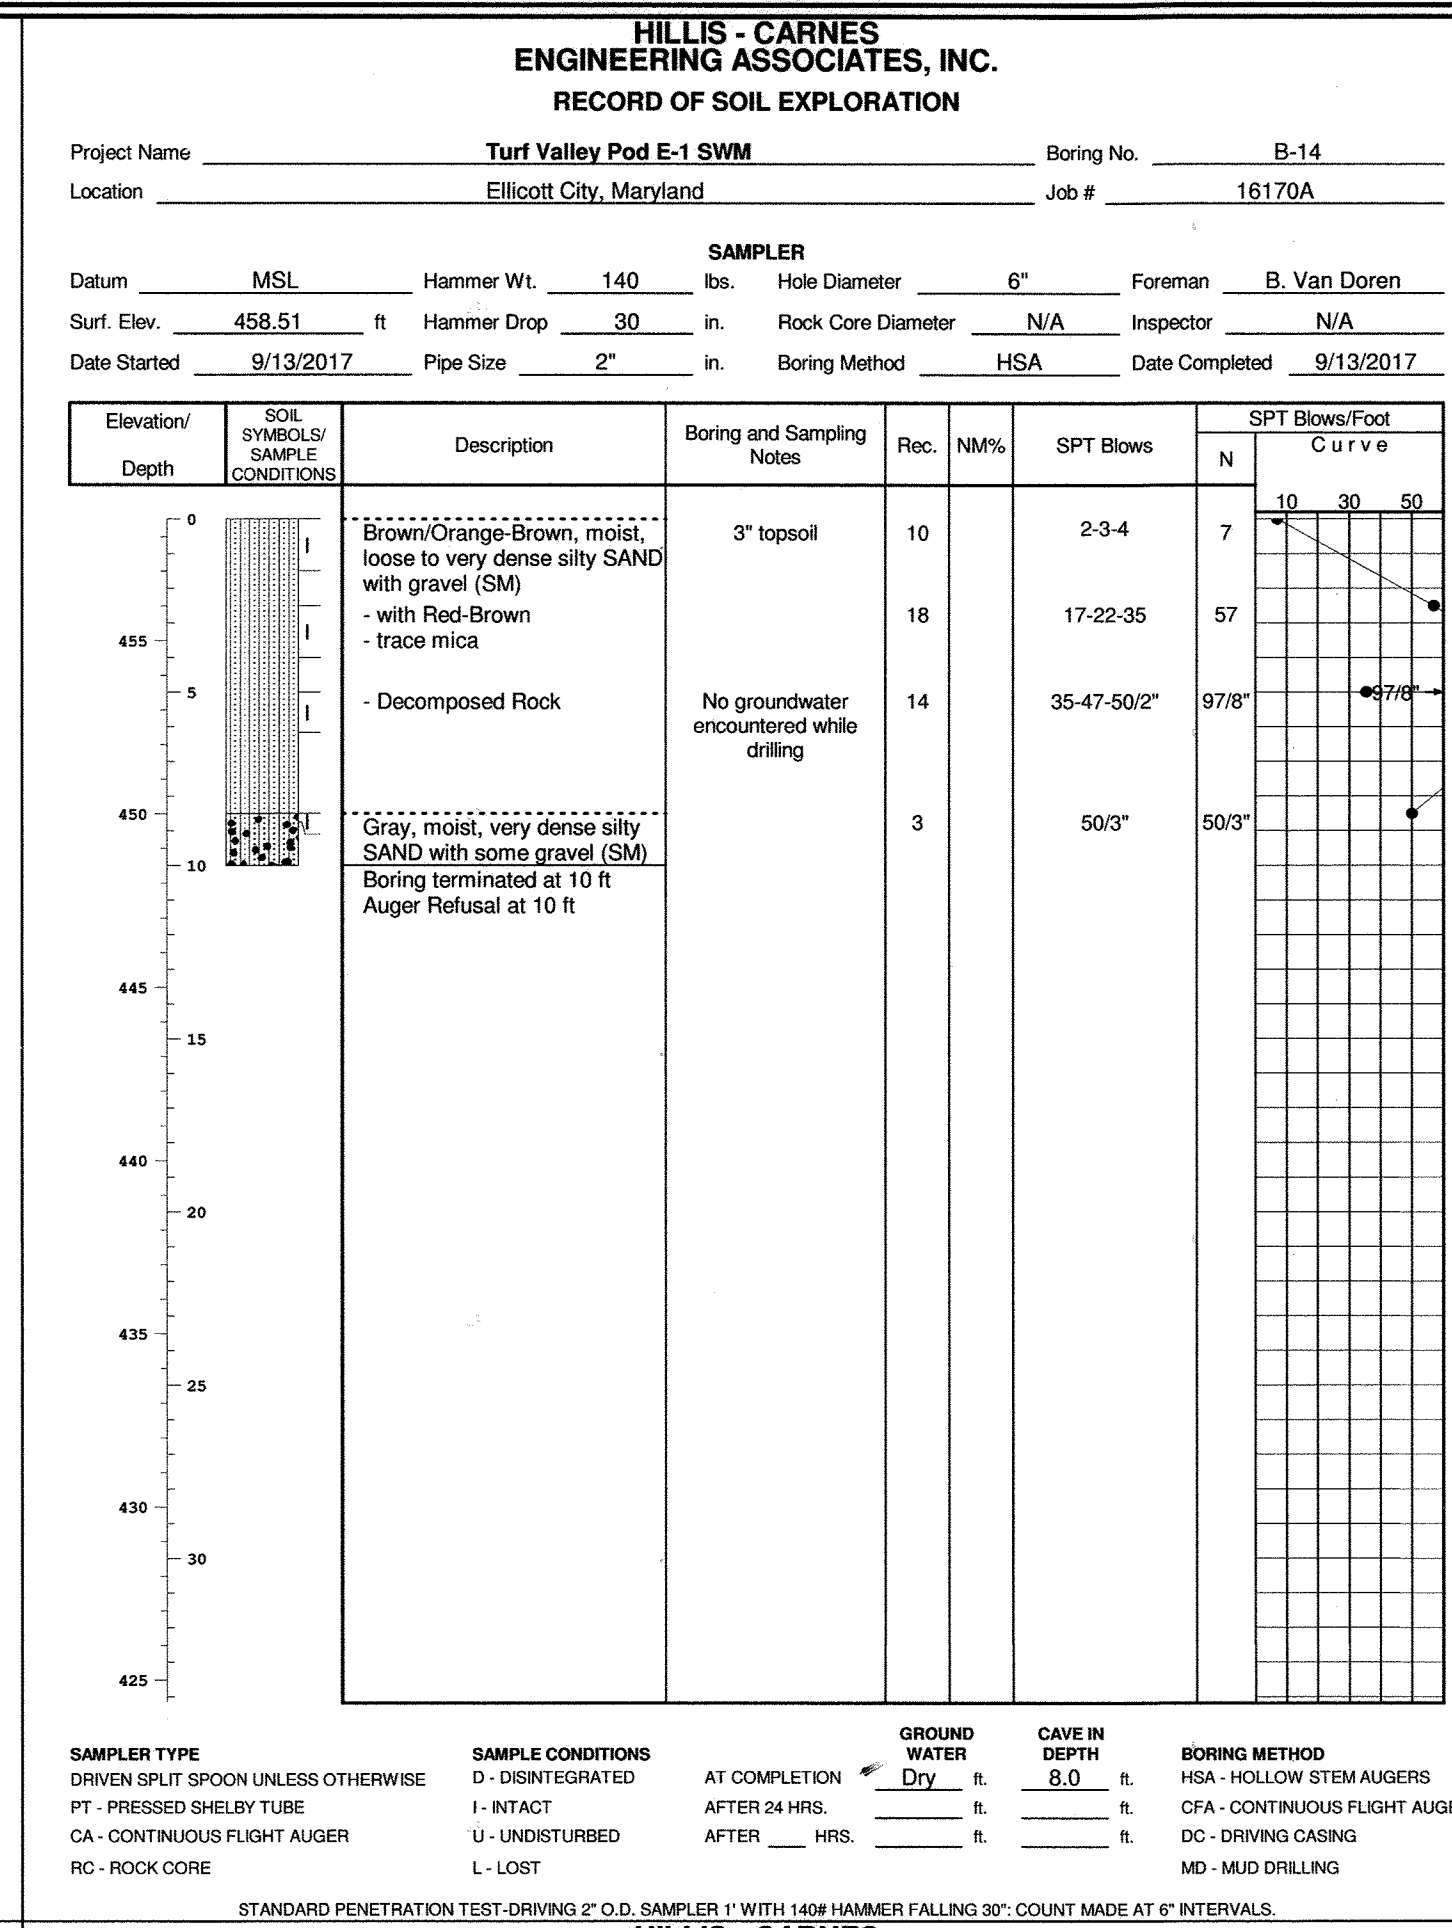 HILLIS - CARNES
ENGINEERING ASSOCIATES, INC.
RECORD OF SOIL EXPLORATION
Project Name Turf Valley Pod E-1 SWM Boring No. B-14
Location Ellicott City, Maryland Job # 16170A
SAMPLER
Datum MSL Hammer Wt. 140 lbs. Hole Diameter 6" Foreman B. Van Doren
Surf. Elev. 458.51 ft Hammer Drop 30 in. Rock Core Diameter N/A Inspector N/A
Date Started 9/13/2017 Pipe Size 2" in. Boring Method HSA Date Completed 9/13/2017
Elevation/
Depth
SOIL
SYMBOLS/
SAMPLE
CONDITIONS
Description
Boring and Sampling
Notes
Rec.
NM%
SPT Blows
SPT Blows/Foot
N
Curve
10 30 50
0
Brown/Orange-Brown, moist, 3" topsoil 10 2-3-4 7
loose to very dense silty SAND
with gravel (SM)
- with Red-Brown 18 17-22-35 57
455 - trace mica
5 - Decomposed Rock No groundwater 14 35-47-50/2" 97/8" 97/8"
encountered while
drilling
450
Gray, moist, very dense silty 3 50/3" 50/3"
SAND with some gravel (SM)
10
Boring terminated at 10 ft
Auger Refusal at 10 ft
445
15
440
20
435
25
430
30
425
GROUND CAVE IN
SAMPLER TYPE SAMPLE CONDITIONS WATER DEPTH BORING METHOD
DRIVEN SPLIT SPOON UNLESS OTHERWISE D - DISINTEGRATED AT COMPLETION Dry ft. 8.0 ft. HSA - HOLLOW STEM AUGERS
PT - PRESSED SHELBY TUBE I - INTACT AFTER 24 HRS. ft. ft. CFA - CONTINUOUS FLIGHT AUGE
CA - CONTINUOUS FLIGHT AUGER U - UNDISTURBED AFTER HRS. ft. ft. DC - DRIVING CASING
RC - ROCK CORE L - LOST MD - MUD DRILLING
STANDARD PENETRATION TEST-DRIVING 2" O.D. SAMPLER 1' WITH 140# HAMMER FALLING 30": COUNT MADE AT 6" INTERVALS.